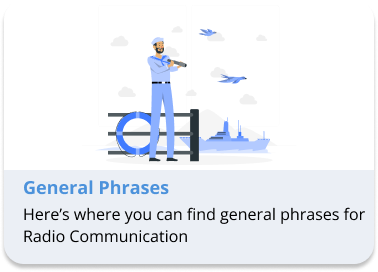 General Phrases
Here’s where you can find general phrases for
Radio Communication